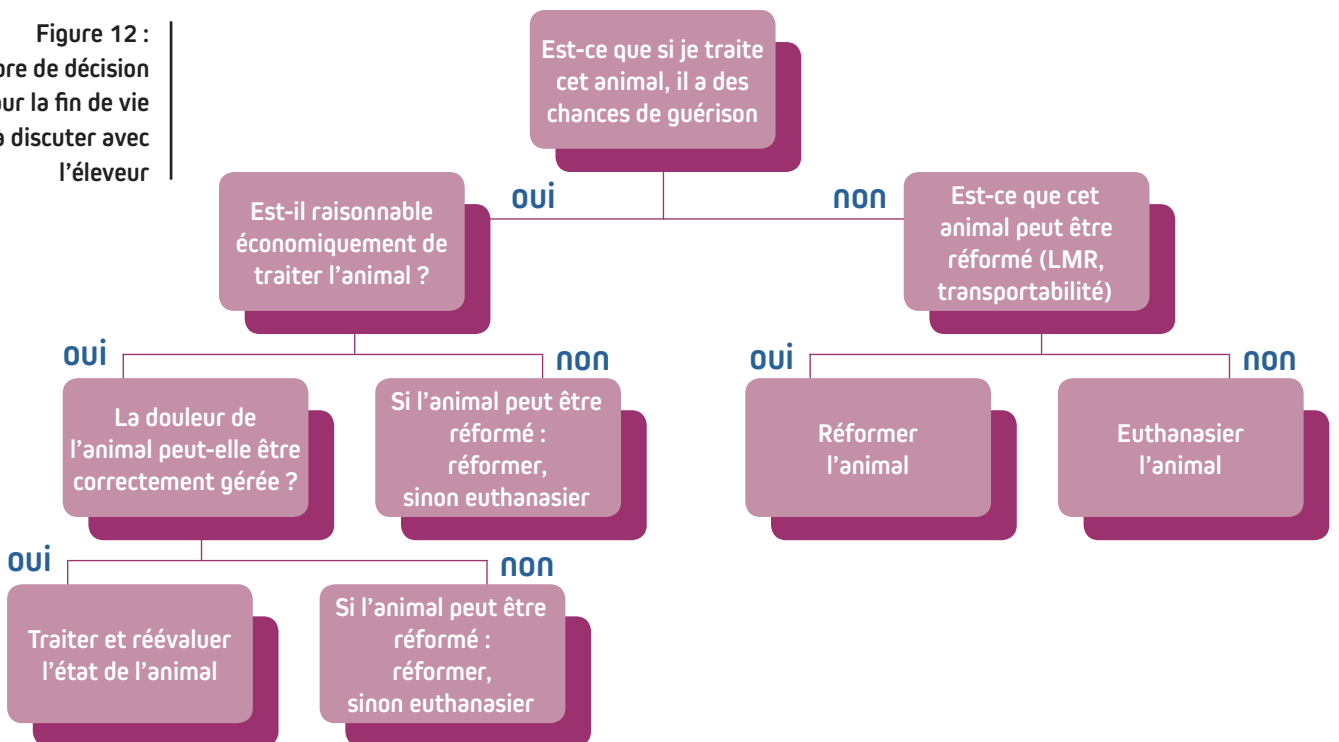 Figure 12 :
de décision
la fin de vie
discuter avec
l'éleveur
Est-ce que si je traite
cet animal, il a des
chances de guérison
oui
non
Est-il raisonnable
économiquement de
traiter l'animal ?
Est-ce que cet
animal peut être
réformé (LMR,
transportabilité)
oui
non
oui
non
La douleur de
l'animal peut-elle être
correctement gérée ?
Si l'animal peut être
réformé :
réformer,
sinon euthanasier
Réformer
l'animal
Euthanasier
l'animal
oui
non
Traiter et réévaluer
l'état de l'animal
Si l'animal peut être
réformé :
réformer,
sinon euthanasier